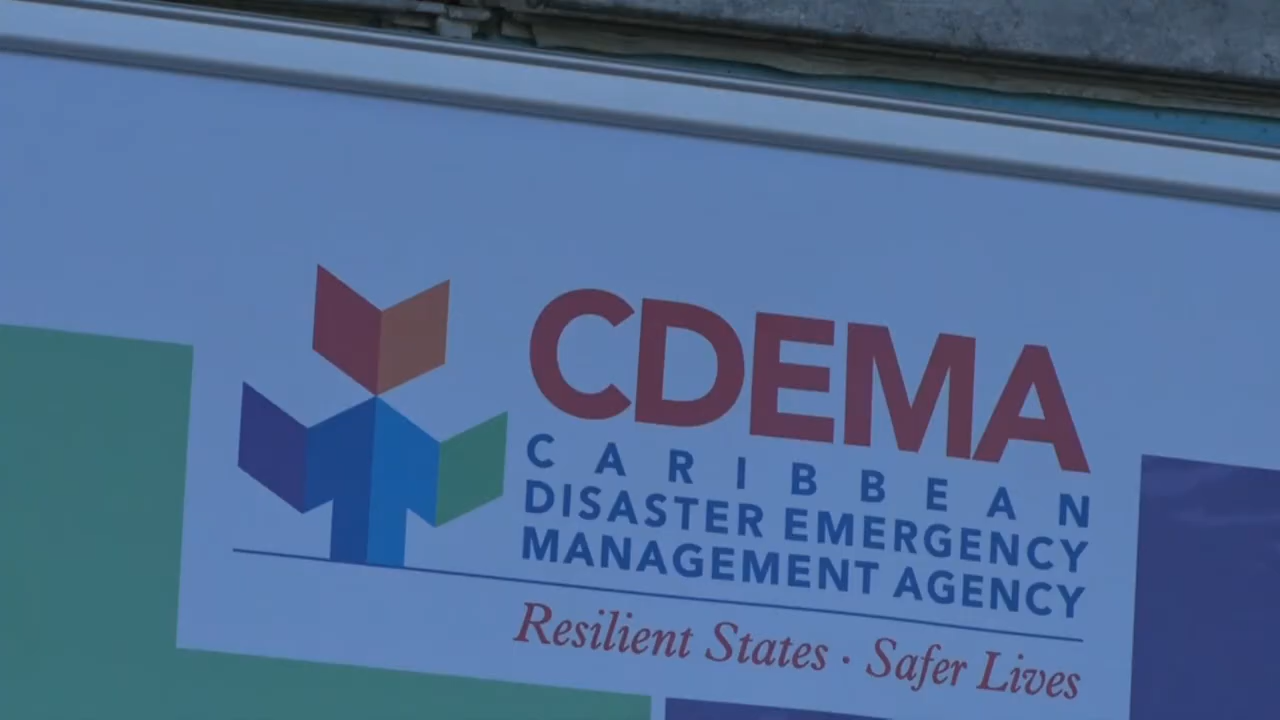 CDEMA
CARIBBEAN
DISASTER EMERGENCY
MANAGEMENT AGENCY
Resilient States · Safer Lives